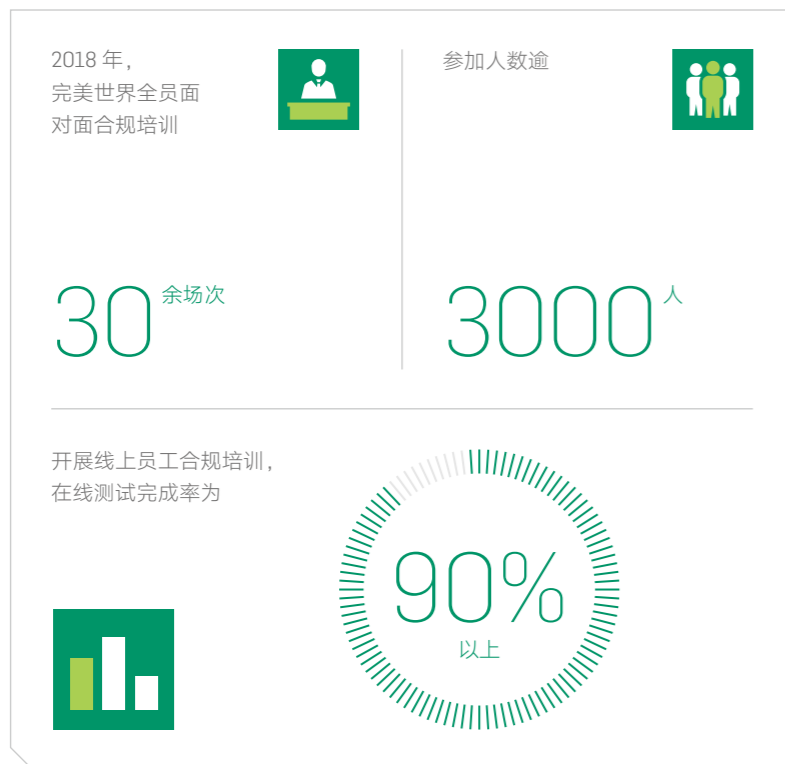 2018 年，
完美世界全员面
对面合规培训
30 余场次
参加人数逾
3000 人
开展线上员工合规培训，
在线测试完成率为
90%
以上